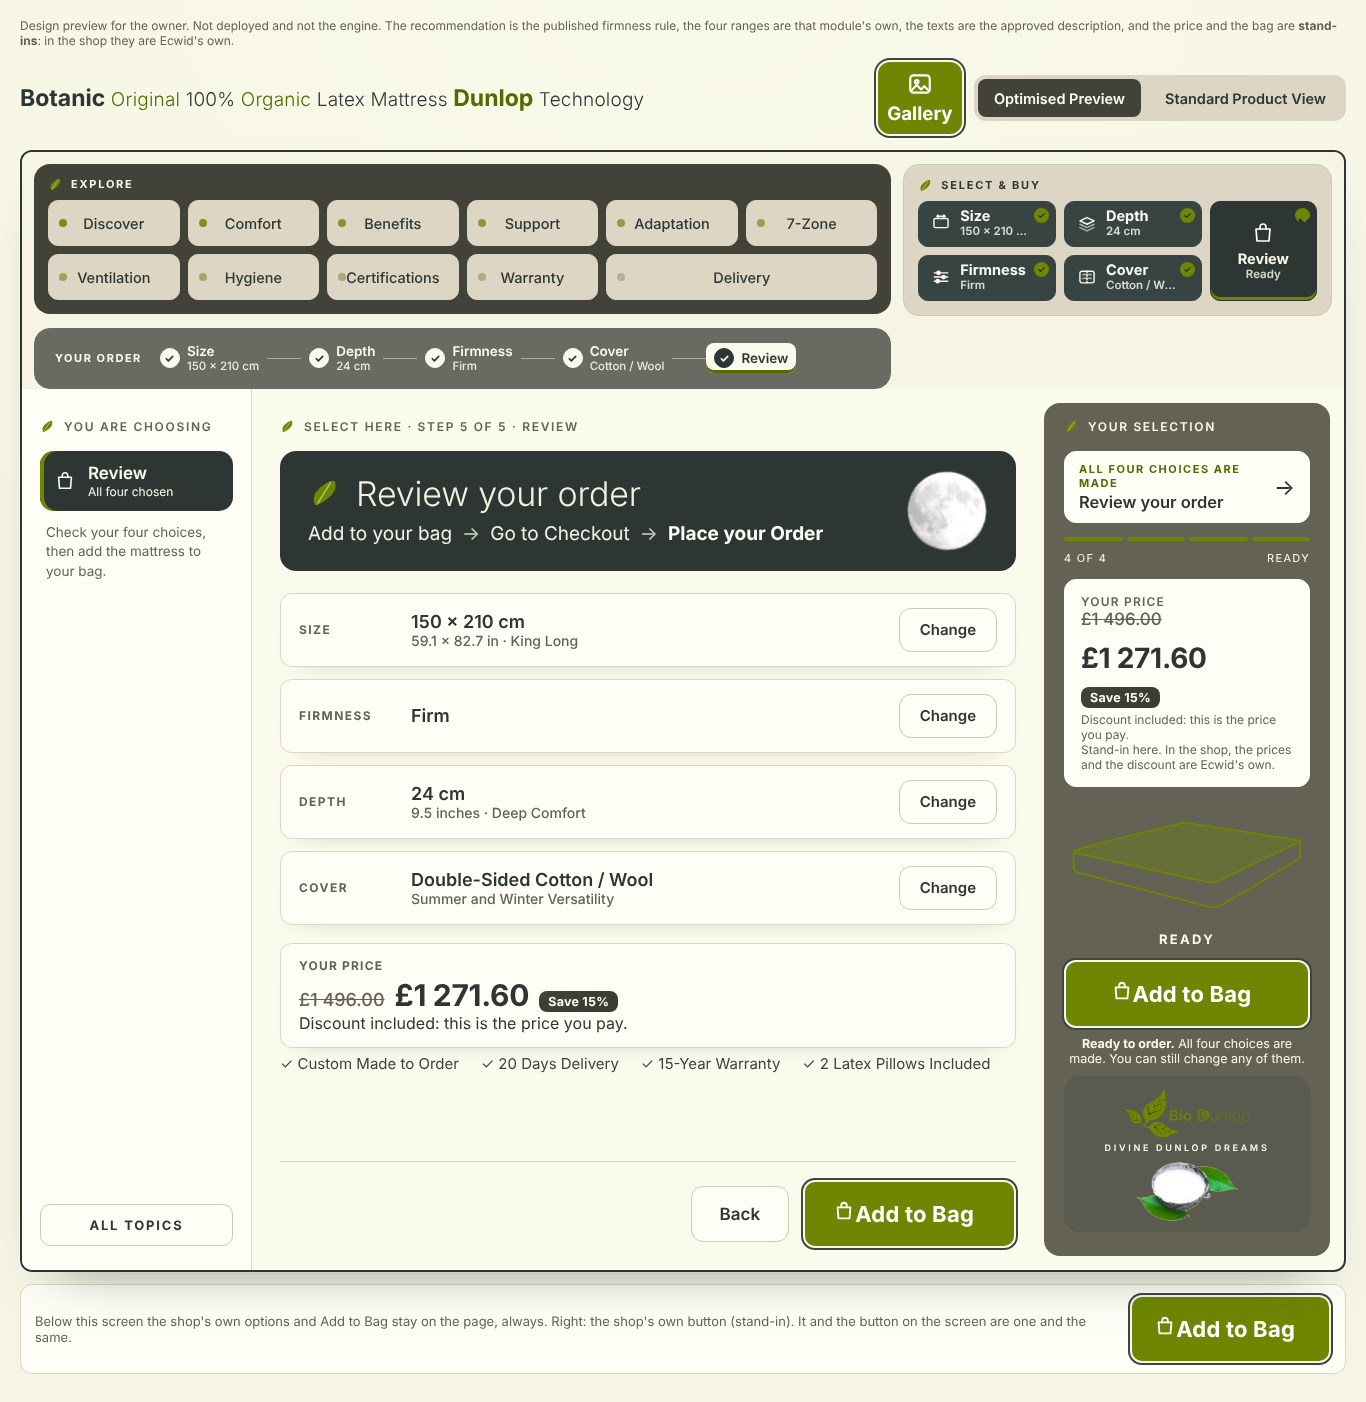 Design preview for the owner. Not deployed and not the engine. The recommendation is the published firmness rule, the four ranges are that module's own, the texts are the approved description, and the price and the bag are stand-
ins: in the shop they are Ecwid's own.
Botanic Original 100% Organic Latex Mattress Dunlop Technology
Gallery
Optimised Preview
Standard Product View
EXPLORE
Discover
Comfort
Benefits
Support
Adaptation
7-Zone
Ventilation
Hygiene
Certifications
Warranty
Delivery
SELECT & BUY
Size
150 × 210 ...
Depth
24 cm
Firmness
Firm
Cover
Cotton / W...
Review
Ready
YOUR ORDER
Size
150 × 210 cm
Depth
24 cm
Firmness
Firm
Cover
Cotton / Wool
Review
YOU ARE CHOOSING
Review
All four chosen
Check your four choices,
then add the mattress to
your bag.
ALL TOPICS
SELECT HERE · STEP 5 OF 5 · REVIEW
Review your order
Add to your bag → Go to Checkout → Place your Order
SIZE
150 × 210 cm
59.1 × 82.7 in · King Long
Change
FIRMNESS
Firm
Change
DEPTH
24 cm
9.5 inches · Deep Comfort
Change
COVER
Double-Sided Cotton / Wool
Summer and Winter Versatility
Change
YOUR PRICE
£1 496.00 £1 271.60 Save 15%
Discount included: this is the price you pay.
✓ Custom Made to Order ✓ 20 Days Delivery ✓ 15-Year Warranty ✓ 2 Latex Pillows Included
Back
Add to Bag
YOUR SELECTION
ALL FOUR CHOICES ARE
MADE
Review your order
4 OF 4
READY
YOUR PRICE
£1 496.00
£1 271.60
Save 15%
Discount included: this is the price
you pay.
Stand-in here. In the shop, the prices
and the discount are Ecwid's own.
READY
Add to Bag
Ready to order. All four choices are
made. You can still change any of them.
Bio Dunlop
DIVINE DUNLOP DREAMS
Below this screen the shop's own options and Add to Bag stay on the page, always. Right: the shop's own button (stand-in). It and the button on the screen are one and the
same.
Add to Bag